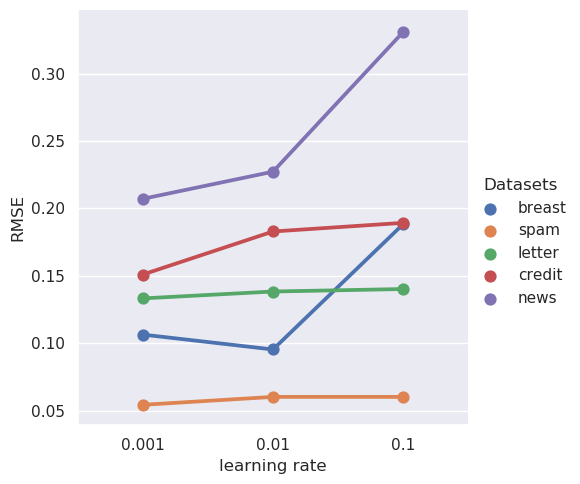 0.30
0.25
0.20
0.15
0.10
0.05
RMSE
0.001 0.01 0.1
learning rate
Datasets
breast
spam
letter
credit
news